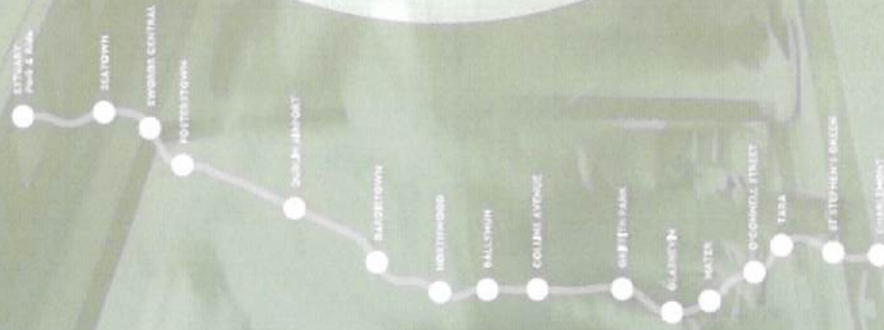 ESTUARY
Park & Ride
SEATOWN
SWORDS CENTRAL
FOSTERSTOWN
DUBLIN AIRPORT
DARDISTOWN
NORTHWOOD
BALLYMUN
COLLINS AVENUE
GRIFFITH PARK
GLASNEVIN
MATER
O'CONNELL STREET
TARA
ST STEPHEN'S GREEN
CHARLEMONT